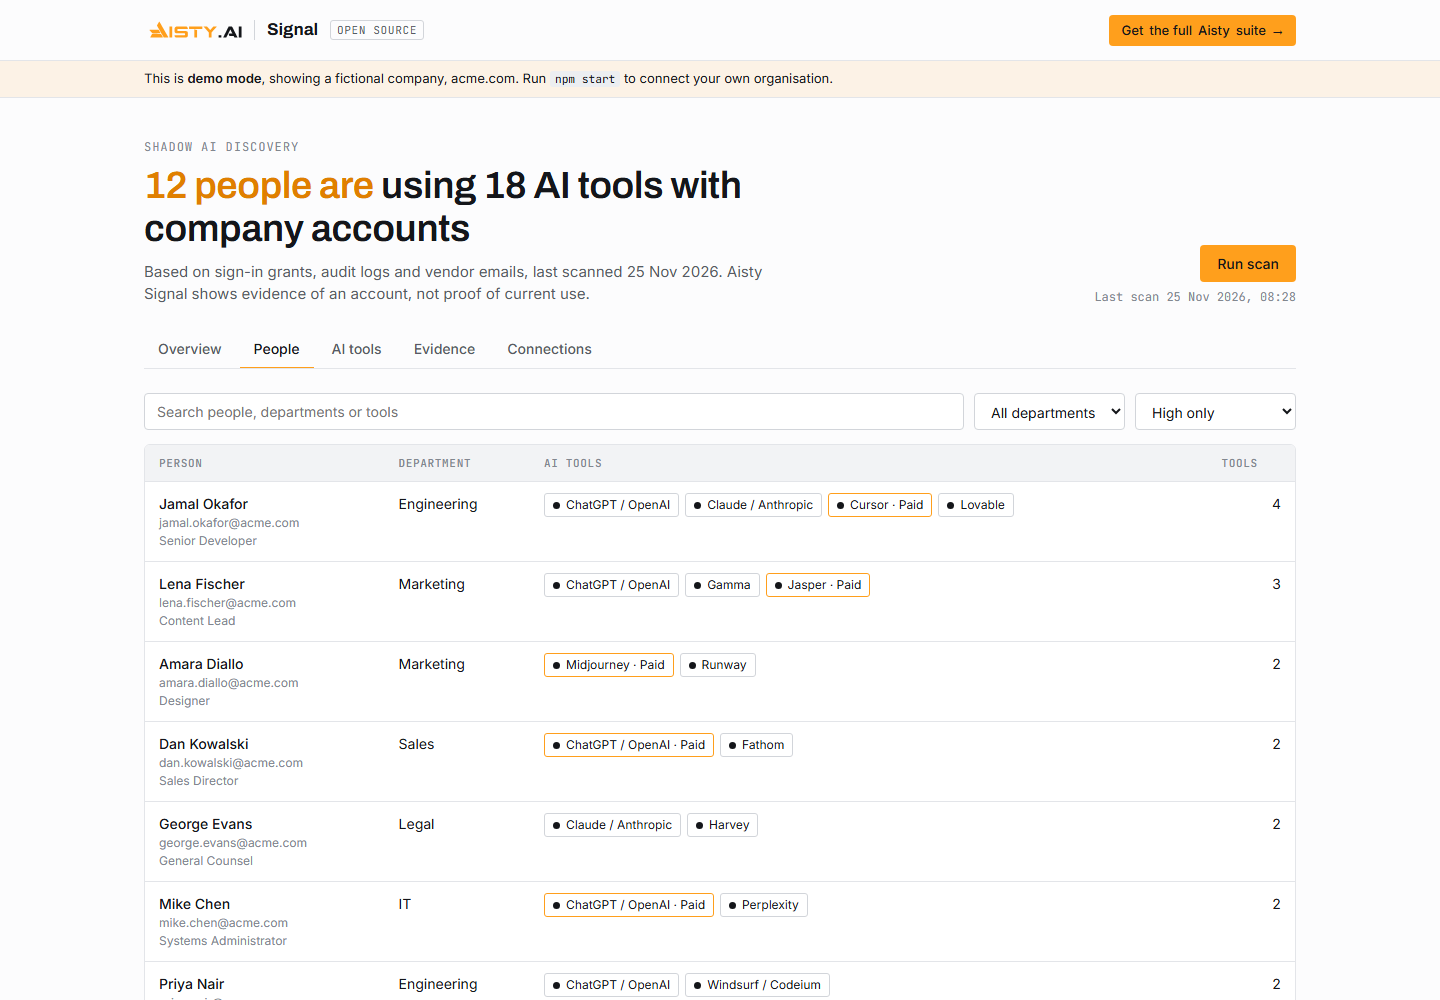 AISTY.AI
Signal
OPEN SOURCE
Get the full Aisty suite →
This is demo mode, showing a fictional company, acme.com. Run npm start to connect your own organisation.
SHADOW AI DISCOVERY
12 people are using 18 AI tools with
company accounts
Based on sign-in grants, audit logs and vendor emails, last scanned 25 Nov 2026. Aisty
Signal shows evidence of an account, not proof of current use.
Run scan
Last scan 25 Nov 2026, 08:28
Overview People AI tools Evidence Connections
Search people, departments or tools
All departments
High only
PERSON DEPARTMENT AI TOOLS TOOLS
Jamal Okafor Engineering ChatGPT / OpenAI Claude / Anthropic Cursor · Paid Lovable 4
jamal.okafor@acme.com
Senior Developer
Lena Fischer Marketing ChatGPT / OpenAI Gamma Jasper · Paid 3
lena.fischer@acme.com
Content Lead
Amara Diallo Marketing Midjourney · Paid Runway 2
amara.diallo@acme.com
Designer
Dan Kowalski Sales ChatGPT / OpenAI · Paid Fathom 2
dan.kowalski@acme.com
Sales Director
George Evans Legal Claude / Anthropic Harvey 2
george.evans@acme.com
General Counsel
Mike Chen IT ChatGPT / OpenAI · Paid Perplexity 2
mike.chen@acme.com
Systems Administrator
Priya Nair Engineering ChatGPT / OpenAI Windsurf / Codeium 2